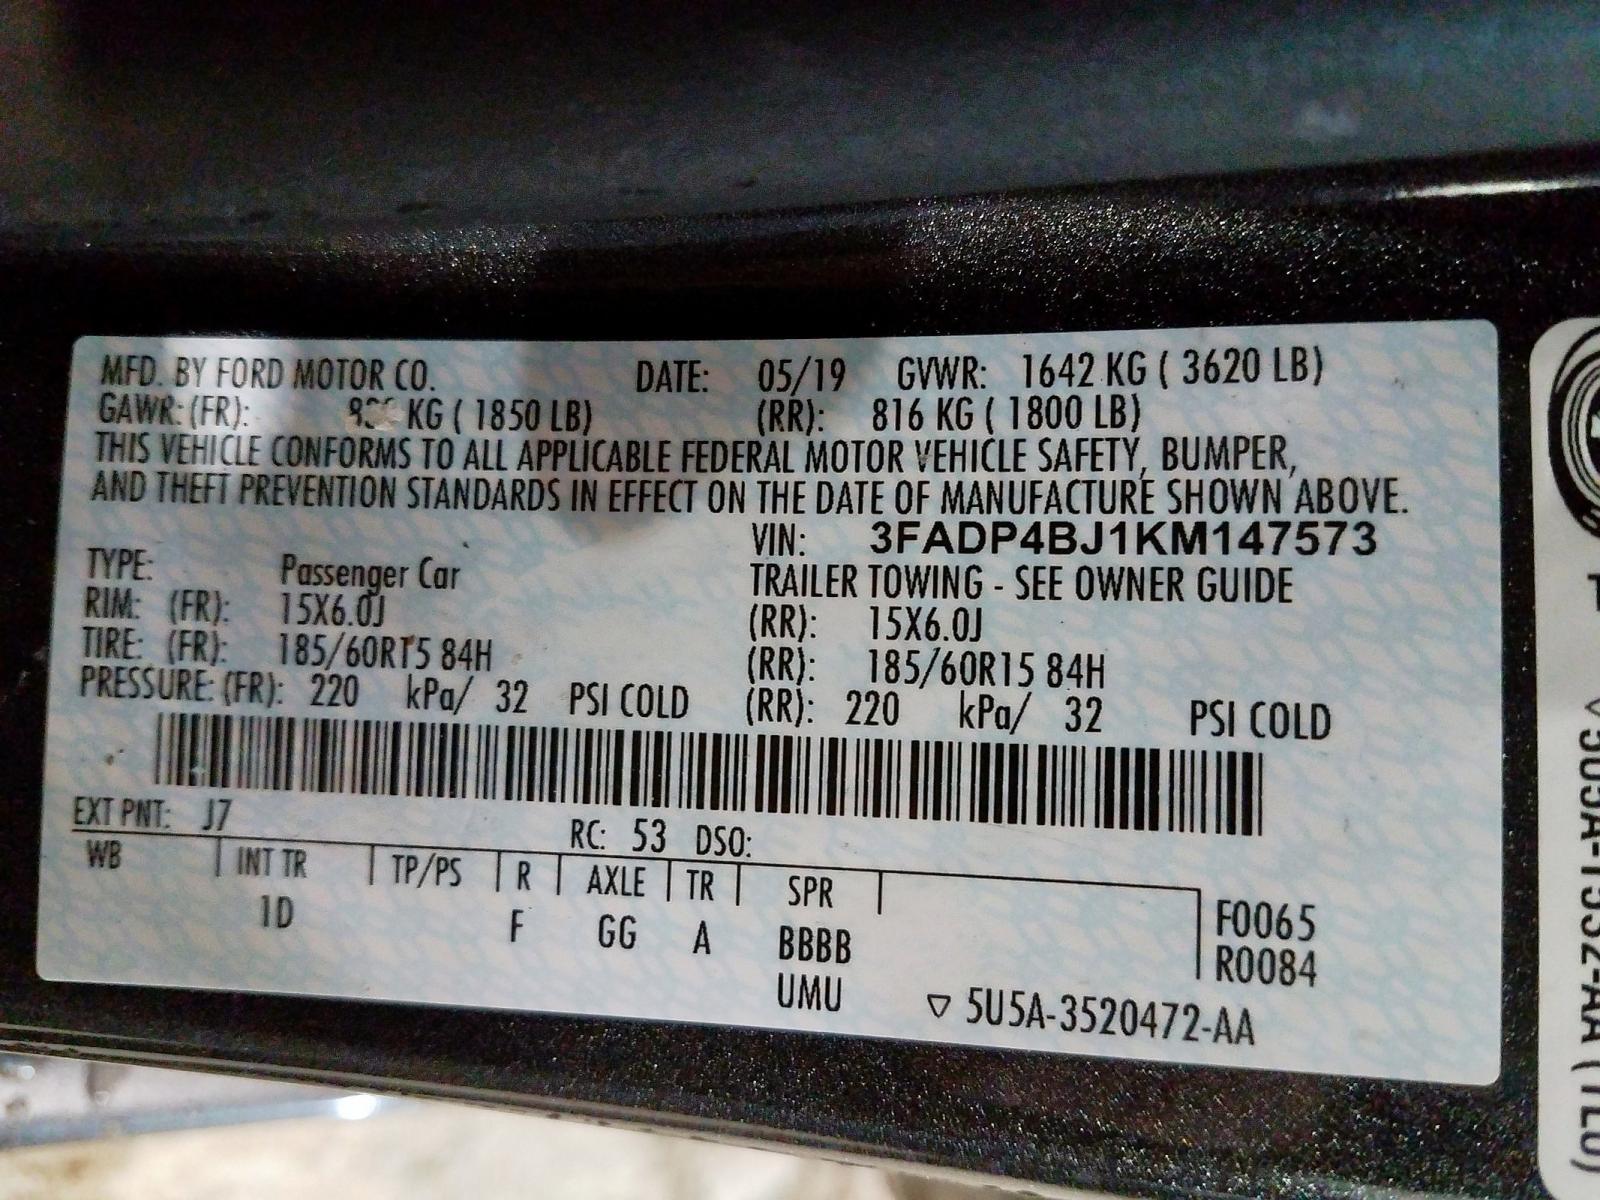 MFD. BY FORD MOTOR CO. DATE: 05/19 GVWR: 1642 KG ( 3620 LB)
GAWR: (FR): KG ( 1850 LB) (RR): 816 KG ( 1800 LB)
THIS VEHICLE CONFORMS TO ALL APPLICABLE FEDERAL MOTOR VEHICLE SAFETY, BUMPER,
AND THEFT PREVENTION STANDARDS IN EFFECT ON THE DATE OF MANUFACTURE SHOWN ABOVE.
VIN: 3FADP4BJ1KM147573
TYPE: Passenger Car TRAILER TOWING - SEE OWNER GUIDE
RIM: (FR): 15X6.0J (RR): 15X6.0J
TIRE: (FR): 185/60R15 84H (RR): 185/60R15 84H
PRESSURE: (FR): 220 kPa/ 32 PSI COLD (RR): 220 kPa/ 32 PSI COLD
EXT PNT: J7 RC: 53 DSO:
WB INT TR TP/PS R AXLE TR SPR
1D F GG A BBBB
UMU
F0065
R0084
▽ 5U5A-3520472-AA